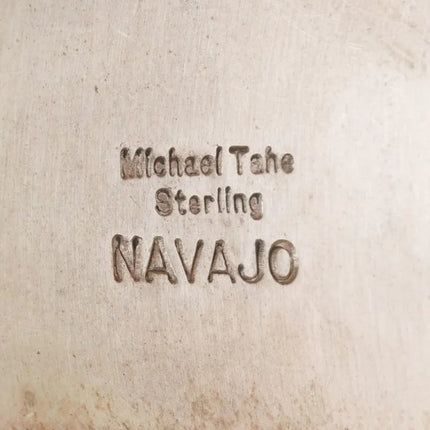 Michael Tahe
Sterling
NAVAJO